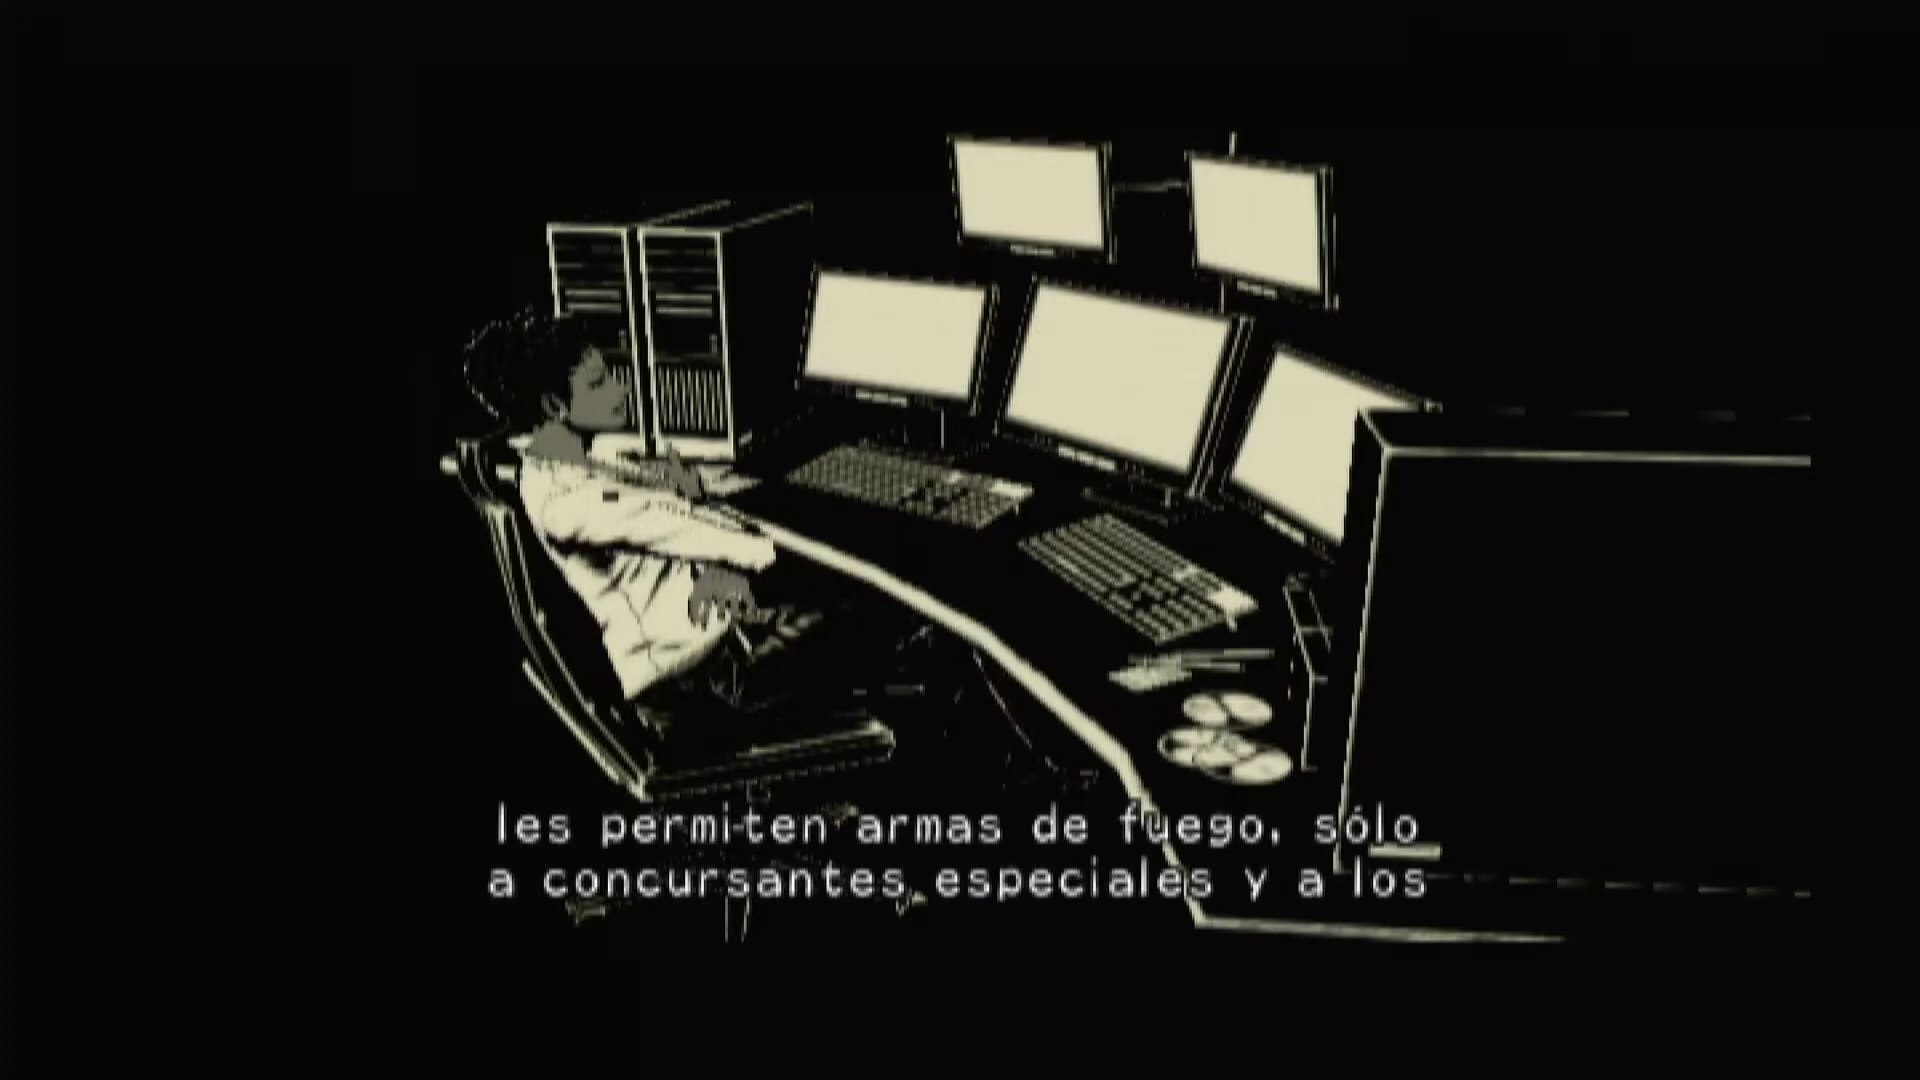 les permiten armas de fuego, sólo
a concursantes especiales y a los